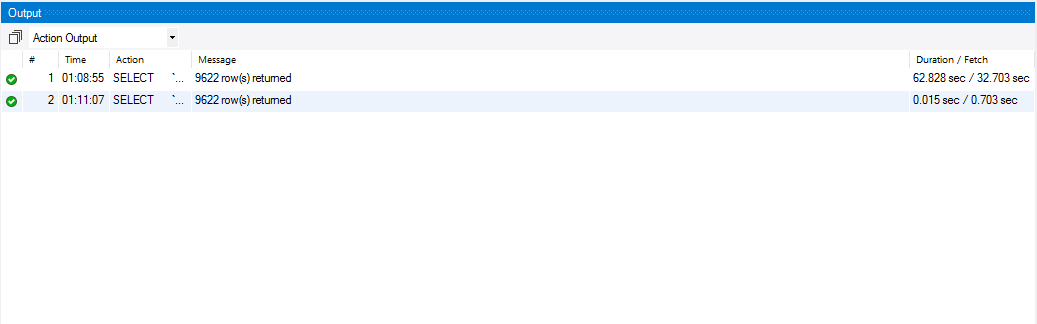 Output
Action Output
# Time Action Message Duration / Fetch
1 01:08:55 SELECT `... 9622 row(s) returned 62.828 sec / 32.703 sec
2 01:11:07 SELECT `... 9622 row(s) returned 0.015 sec / 0.703 sec